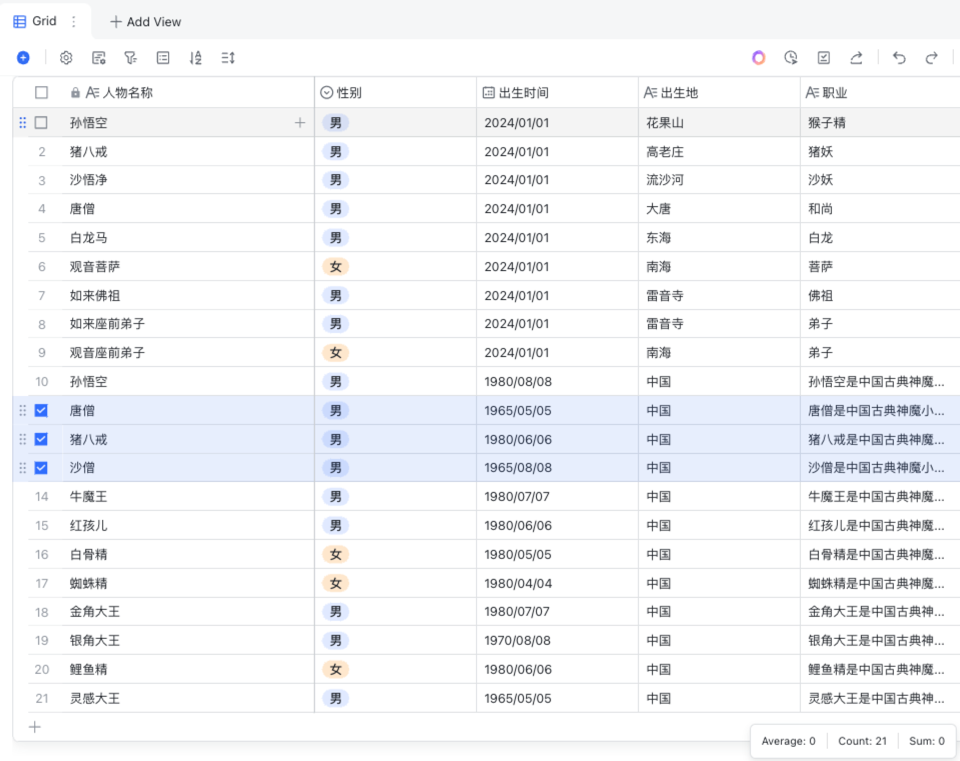 Grid
Add View
人物名称 性别 出生时间 出生地 职业
孙悟空 男 2024/01/01 花果山 猴子精
2 猪八戒 男 2024/01/01 高老庄 猪妖
3 沙悟净 男 2024/01/01 流沙河 沙妖
4 唐僧 男 2024/01/01 大唐 和尚
5 白龙马 男 2024/01/01 东海 白龙
6 观音菩萨 女 2024/01/01 南海 菩萨
7 如来佛祖 男 2024/01/01 雷音寺 佛祖
8 如来座前弟子 男 2024/01/01 雷音寺 弟子
9 观音座前弟子 女 2024/01/01 南海 弟子
10 孙悟空 男 1980/08/08 中国 孙悟空是中国古典神魔...
唐僧 男 1965/05/05 中国 唐僧是中国古典神魔小...
猪八戒 男 1980/06/06 中国 猪八戒是中国古典神魔...
沙僧 男 1965/08/08 中国 沙僧是中国古典神魔小...
14 牛魔王 男 1980/07/07 中国 牛魔王是中国古典神魔...
15 红孩儿 男 1980/06/06 中国 红孩儿是中国古典神魔...
16 白骨精 女 1980/05/05 中国 白骨精是中国古典神魔...
17 蜘蛛精 女 1980/04/04 中国 蜘蛛精是中国古典神魔...
18 金角大王 男 1980/07/07 中国 金角大王是中国古典神...
19 银角大王 男 1970/08/08 中国 银角大王是中国古典神...
20 鲤鱼精 女 1980/06/06 中国 鲤鱼精是中国古典神魔...
21 灵感大王 男 1965/05/05 中国 灵感大王是中国古典神...
Average: 0 Count: 21 Sum: 0